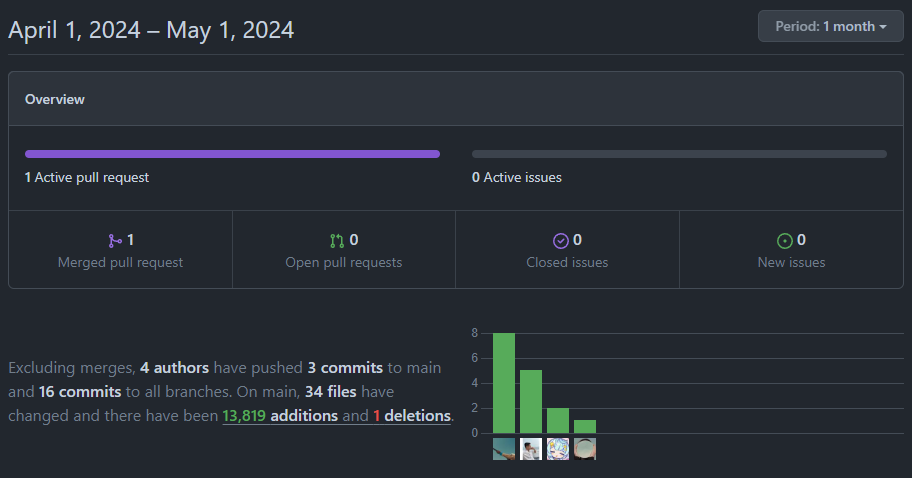 April 1, 2024 – May 1, 2024
Period: 1 month
Overview
1 Active pull request
0 Active issues
1
Merged pull request
0
Open pull requests
0
Closed issues
0
New issues
Excluding merges, 4 authors have pushed 3 commits to main
and 16 commits to all branches. On main, 34 files have
changed and there have been 13,819 additions and 1 deletions.
8
6
4
2
0